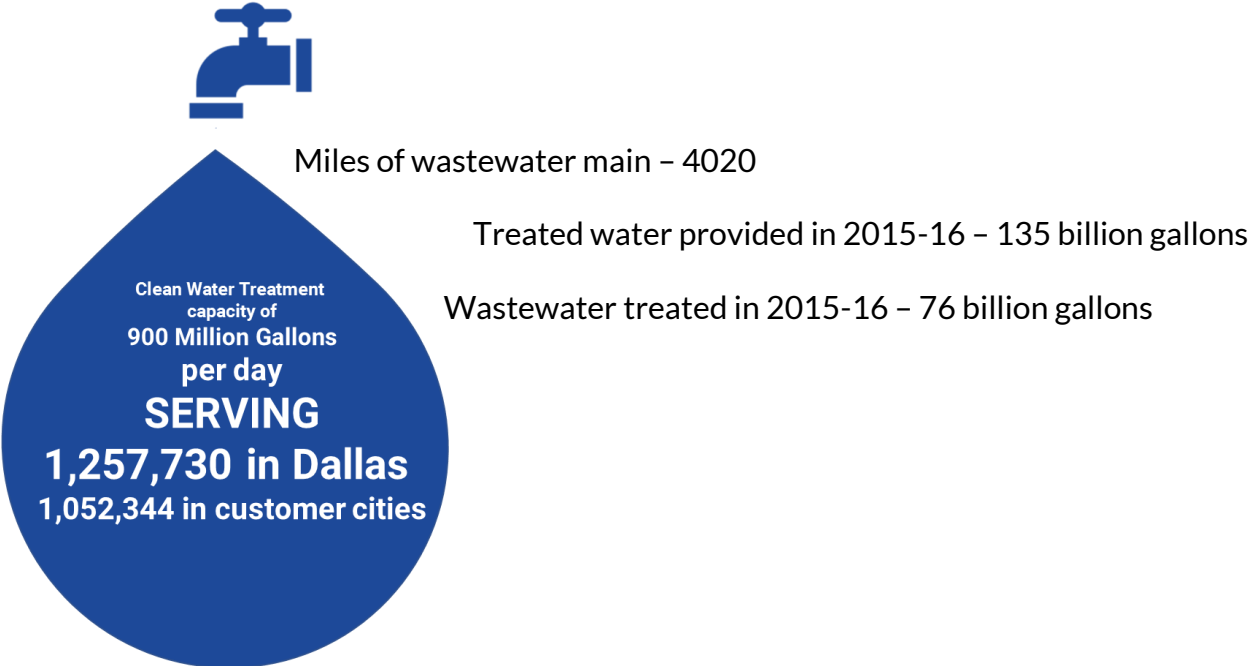 Miles of wastewater main – 4020
Treated water provided in 2015-16 – 135 billion gallons
Wastewater treated in 2015-16 – 76 billion gallons
Clean Water Treatment
capacity of
900 Million Gallons
per day
SERVING
1,257,730 in Dallas
1,052,344 in customer cities